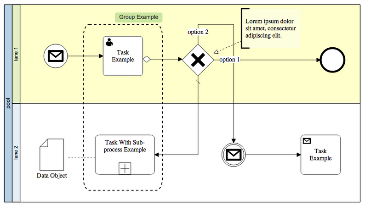 Group Example
Lorem ipsum dolor
sit amet, consectetur
adipiscing elit.
option 2
Task
Example
option 1
pool
lane 1
lane 2
Task With Sub-
process Example
Task
Example
Data Object